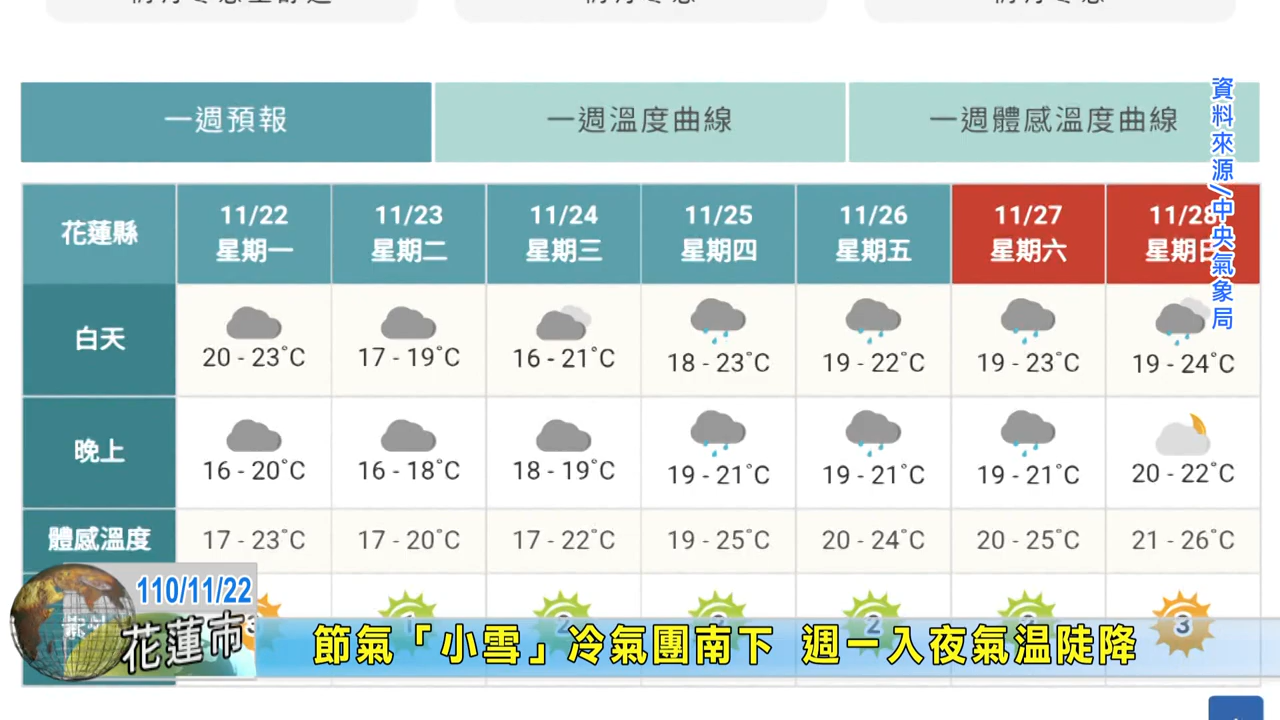 一週預報
一週溫度曲線
一週體感溫度曲線
資料來源/中央氣象局
花蓮縣
11/22
星期一
11/23
星期二
11/24
星期三
11/25
星期四
11/26
星期五
11/27
星期六
11/28
星期日
白天
20 - 23°C
17 - 19°C
16 - 21°C
18 - 23°C
19 - 22°C
19 - 23°C
19 - 24°C
晚上
16 - 20°C
16 - 18°C
18 - 19°C
19 - 21°C
19 - 21°C
19 - 21°C
20 - 22°C
體感溫度
17 - 23°C
17 - 20°C
17 - 22°C
19 - 25°C
20 - 24°C
20 - 25°C
21 - 26°C
2
3
110/11/22
花蓮市
節氣「小雪」冷氣團南下 週一入夜氣溫陡降